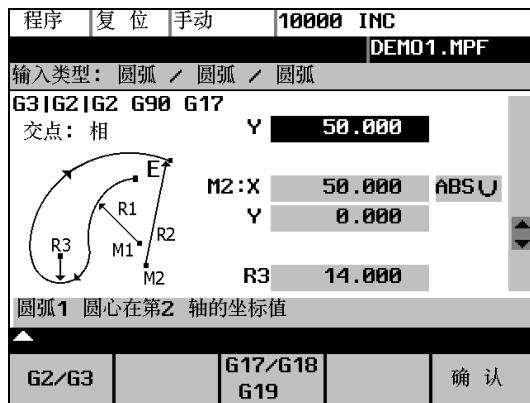 程序 复 位 手动 10000 INC
DEMO1.MPF
输入类型: 圆弧 / 圆弧 / 圆弧
G3|G2|G2 G90 G17
交点: 相 Y 50.000
E
M2:X 50.000 ABS
R1
Y 0.000
R2
R3 M1
M2 R3 14.000
圆弧1 圆心在第2 轴的坐标值
G2/G3 G17/G18 G19 确 认